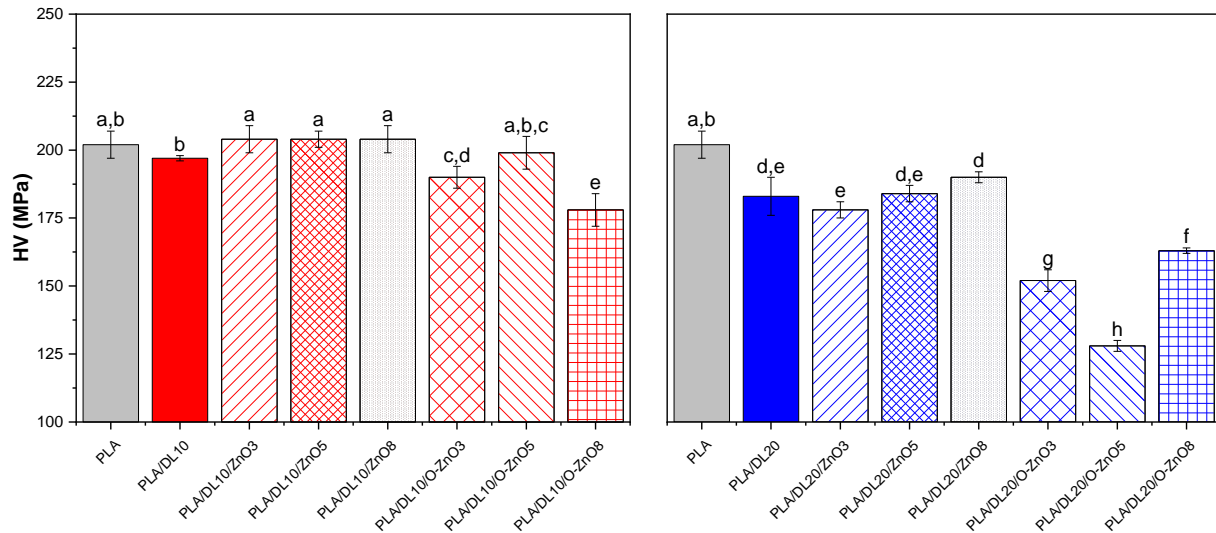 HV (MPa)
250
225
200
175
150
125
100
a,b
b
a
a
a
c,d
a,b,c
e
PLA
PLA/DL10
PLA/DL10/ZnO3
PLA/DL10/ZnO5
PLA/DL10/ZnO8
PLA/DL10/O-ZnO3
PLA/DL10/O-ZnO5
PLA/DL10/O-ZnO8
a,b
d,e
e
d,e
d
g
h
f
PLA
PLA/DL20
PLA/DL20/ZnO3
PLA/DL20/ZnO5
PLA/DL20/ZnO8
PLA/DL20/O-ZnO3
PLA/DL20/O-ZnO5
PLA/DL20/O-ZnO8